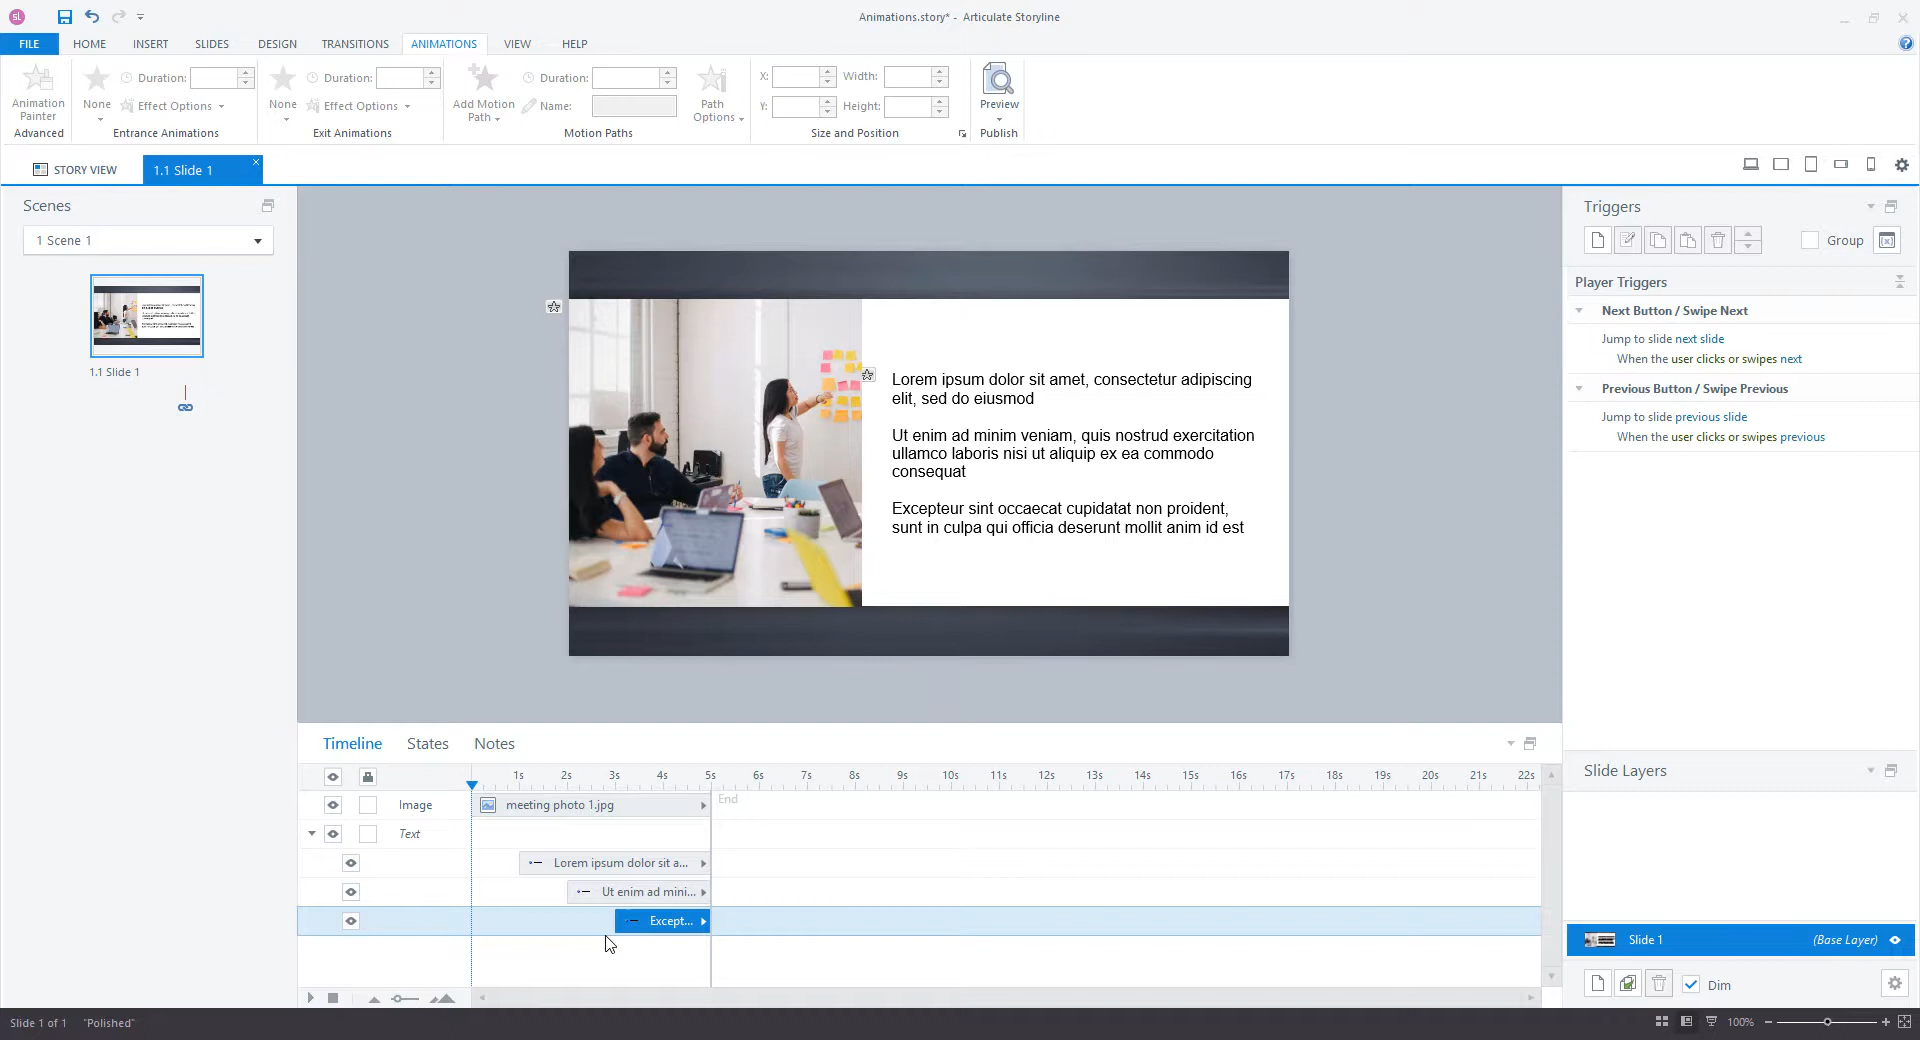 Animations.story* - Articulate Storyline
FILE HOME INSERT SLIDES DESIGN TRANSITIONS ANIMATIONS VIEW HELP
Animation Painter
Advanced
None
Duration:
Effect Options
Entrance Animations
None
Duration:
Effect Options
Exit Animations
Add Motion Path
Duration:
Name:
Path Options
Motion Paths
X: Width:
Y: Height:
Size and Position
Preview
Publish
STORY VIEW
1.1 Slide 1
Scenes
1 Scene 1
1.1 Slide 1
Lorem ipsum dolor sit amet, consectetur adipiscing
elit, sed do eiusmod
Ut enim ad minim veniam, quis nostrud exercitation
ullamco laboris nisi ut aliquip ex ea commodo
consequat
Excepteur sint occaecat cupidatat non proident,
sunt in culpa qui officia deserunt mollit anim id est
Triggers
Group
Player Triggers
Next Button / Swipe Next
Jump to slide next slide
When the user clicks or swipes next
Previous Button / Swipe Previous
Jump to slide previous slide
When the user clicks or swipes previous
Timeline States Notes
1s 2s 3s 4s 5s 6s 7s 8s 9s 10s 11s 12s 13s 14s 15s 16s 17s 18s 19s 20s 21s 22s
Image meeting photo 1.jpg End
Text
Lorem ipsum dolor sit a...
Ut enim ad mini...
Except...
Slide Layers
Slide 1 (Base Layer)
Dim
Slide 1 of 1 "Polished"
100%